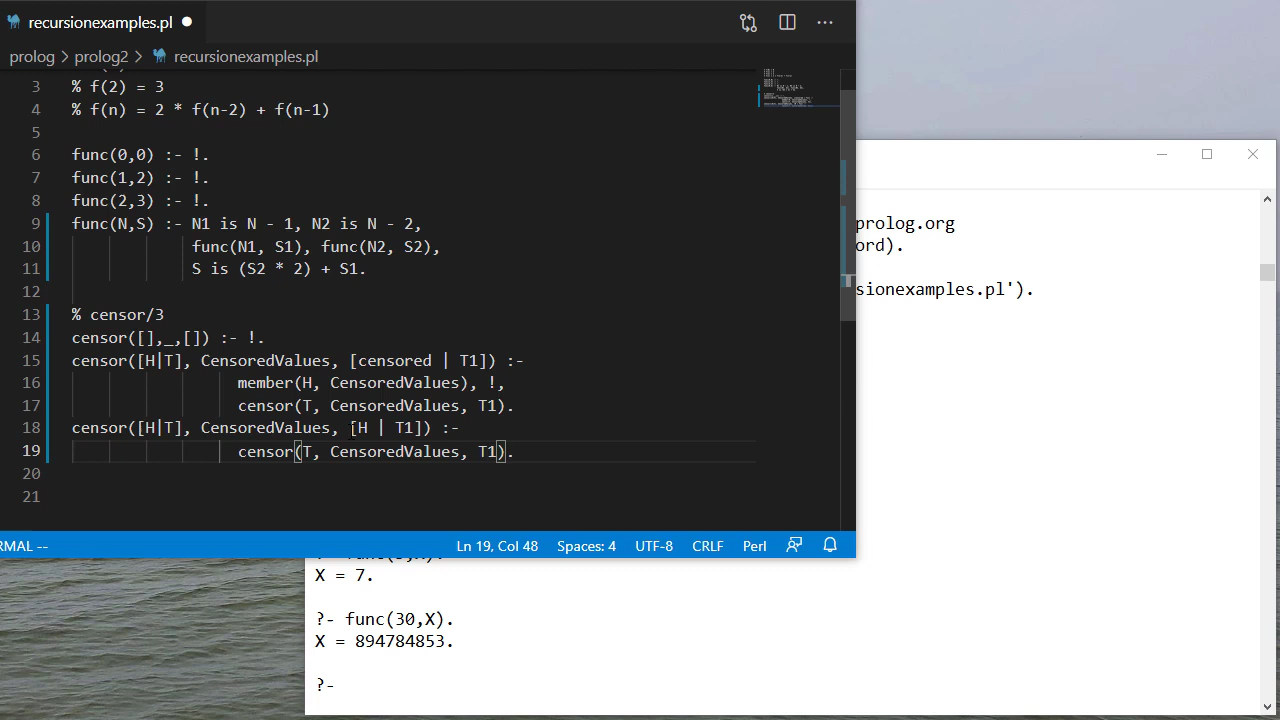 recursionexamples.pl
prolog > prolog2 > recursionexamples.pl
3 % f(2) = 3
4 % f(n) = 2 * f(n-2) + f(n-1)
5
6 func(0,0) :- !.
7 func(1,2) :- !.
8 func(2,3) :- !.
9 func(N,S) :- N1 is N - 1, N2 is N - 2,
10 func(N1, S1), func(N2, S2),
11 S is (S2 * 2) + S1.
12
13 % censor/3
14 censor([],_,[]) :- !.
15 censor([H|T], CensoredValues, [censored | T1]) :-
16 member(H, CensoredValues), !,
17 censor(T, CensoredValues, T1).
18 censor([H|T], CensoredValues, [H | T1]) :-
19 censor(T, CensoredValues, T1).
20
21
RMAL -- Ln 19, Col 48 Spaces: 4 UTF-8 CRLF Perl
prolog.org
ord).
sionexamples.pl').
X = 7.
?- func(30,X).
X = 894784853.
?-